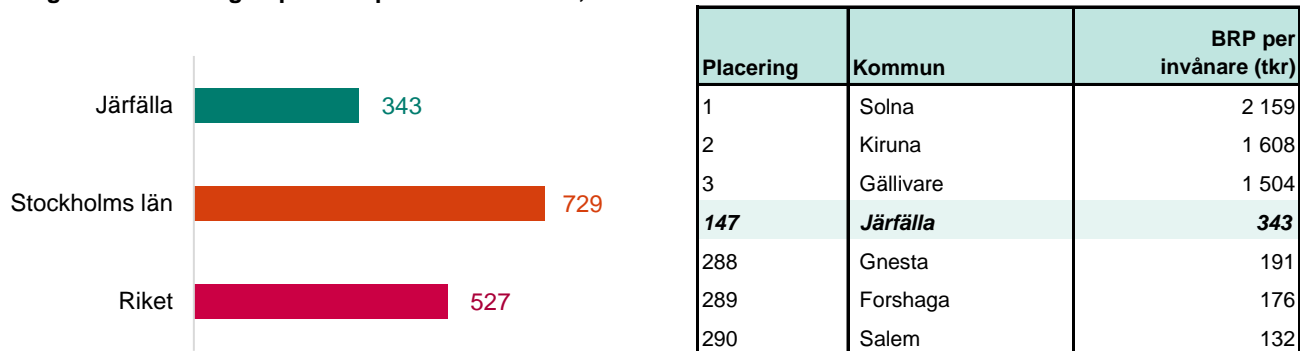 Järfälla 343
Stockholms län 729
Riket 527
Placering Kommun BRP per invånare (tkr)
1 Solna 2 159
2 Kiruna 1 608
3 Gällivare 1 504
147 Järfälla 343
288 Gnesta 191
289 Forshaga 176
290 Salem 132